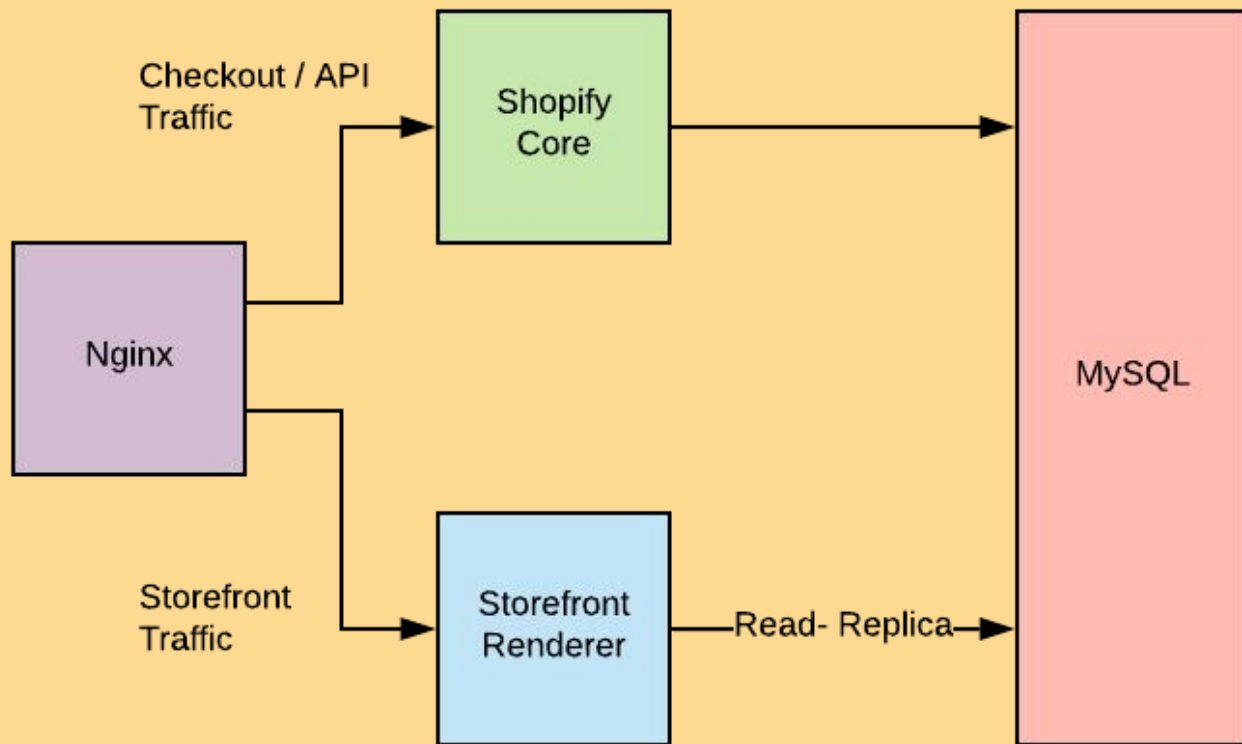 Checkout / API
Traffic
Shopify
Core
Nginx
MySQL
Storefront
Traffic
Storefront
Renderer
Read- Replica